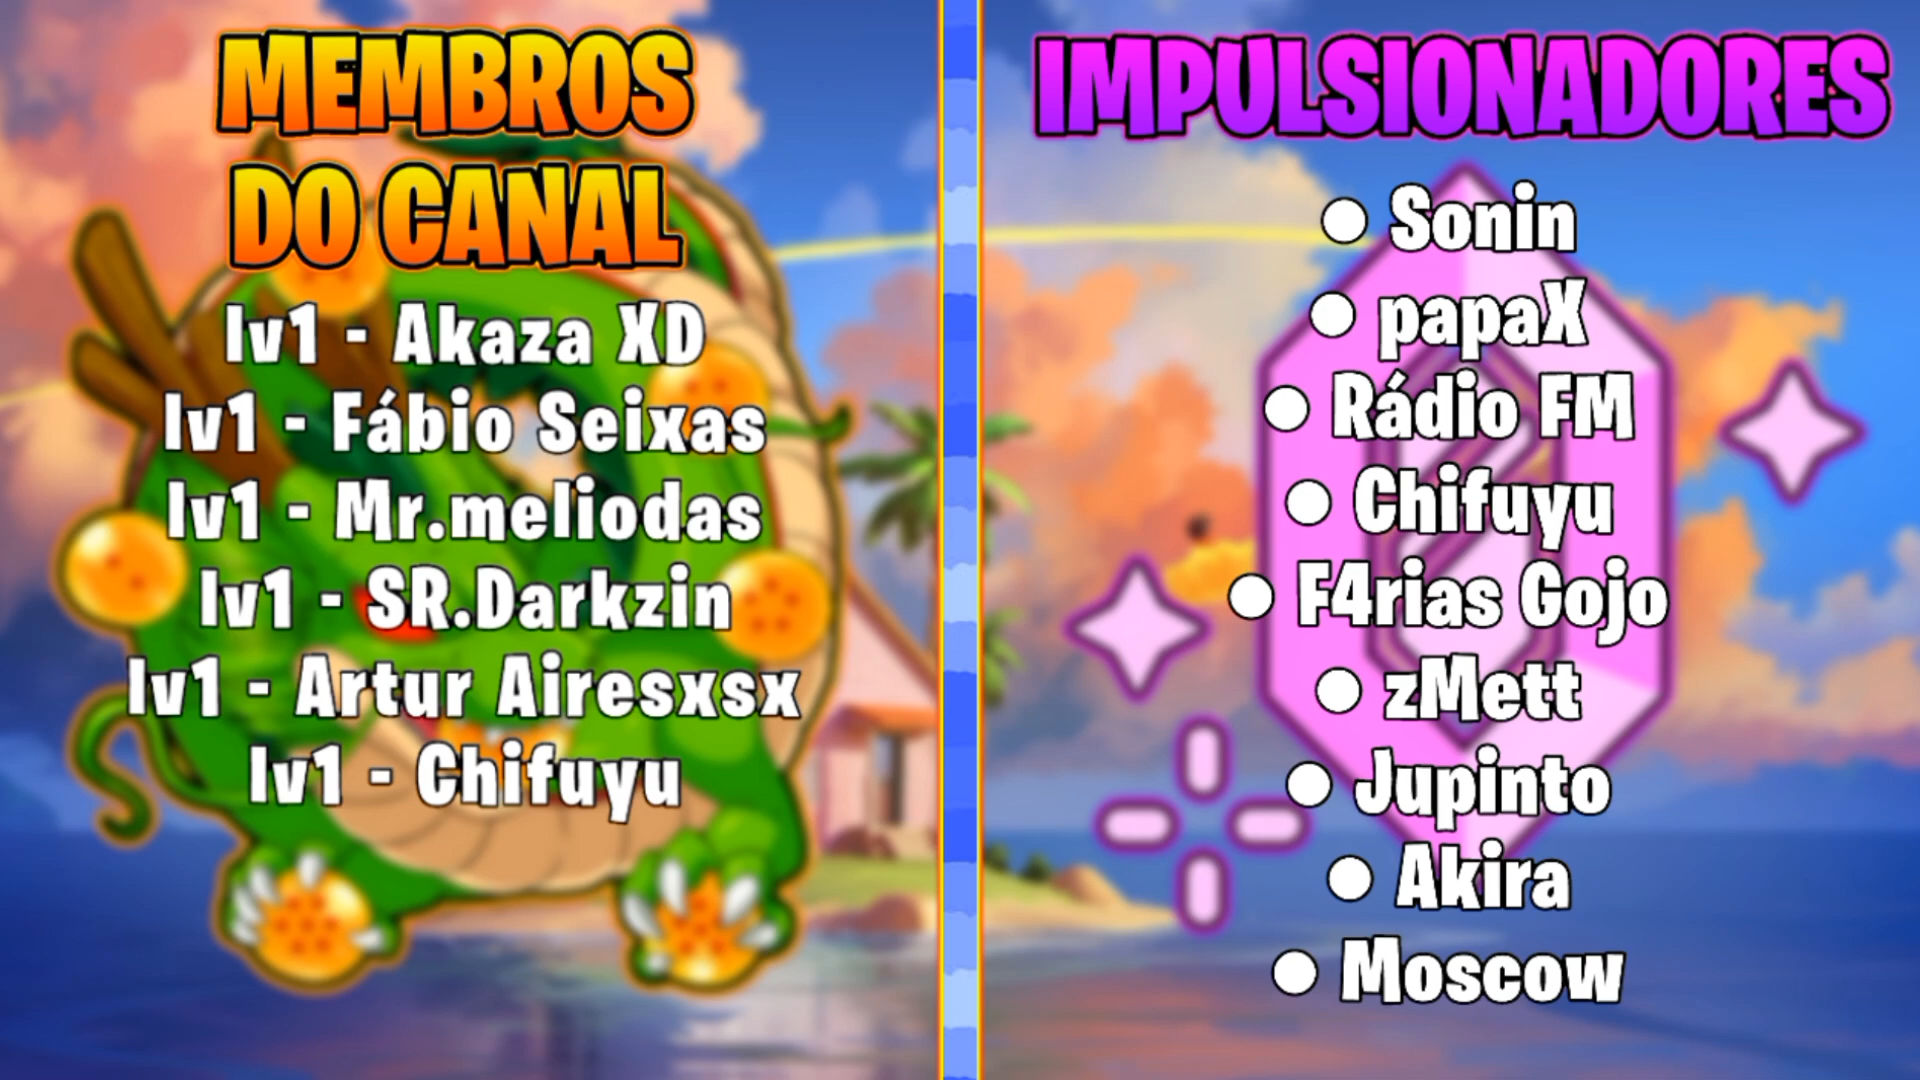 MEMBROS
DO CANAL
lv1 - Akaza XD
lv1 - Fábio Seixas
lv1 - Mr.meliodas
lv1 - SR.Darkzin
lv1 - Artur Airesxsx
lv1 - Chifuyu
IMPULSIONADORES
● Sonin
● papaX
● Rádio FM
● Chifuyu
● F4rias Gojo
● zMett
● Jupinto
● Akira
● Moscow